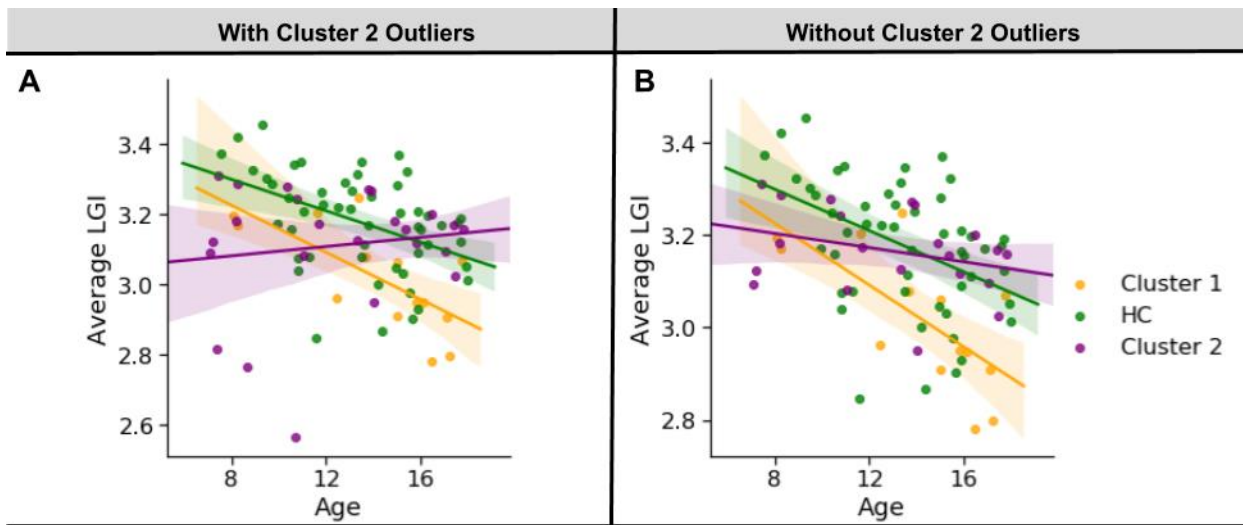 With Cluster 2 Outliers
Without Cluster 2 Outliers
A
Average LGI
3.4
3.2
3.0
2.8
2.6
8 12 16
Age
B
Average LGI
3.4
3.2
3.0
2.8
8 12 16
Age
Cluster 1
HC
Cluster 2